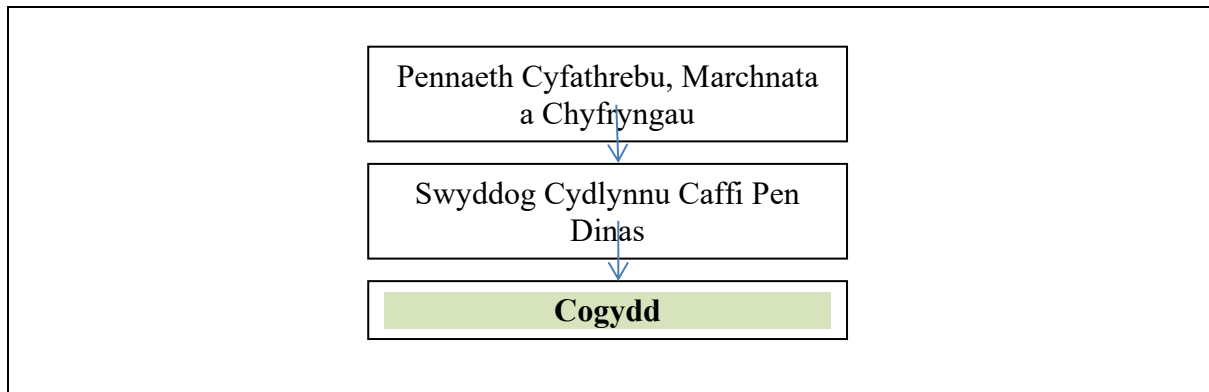 Pennaeth Cyfathrebu, Marchnata
a Chyfryngau
Swyddog Cydlynnu Caffi Pen
Dinas
Cogydd